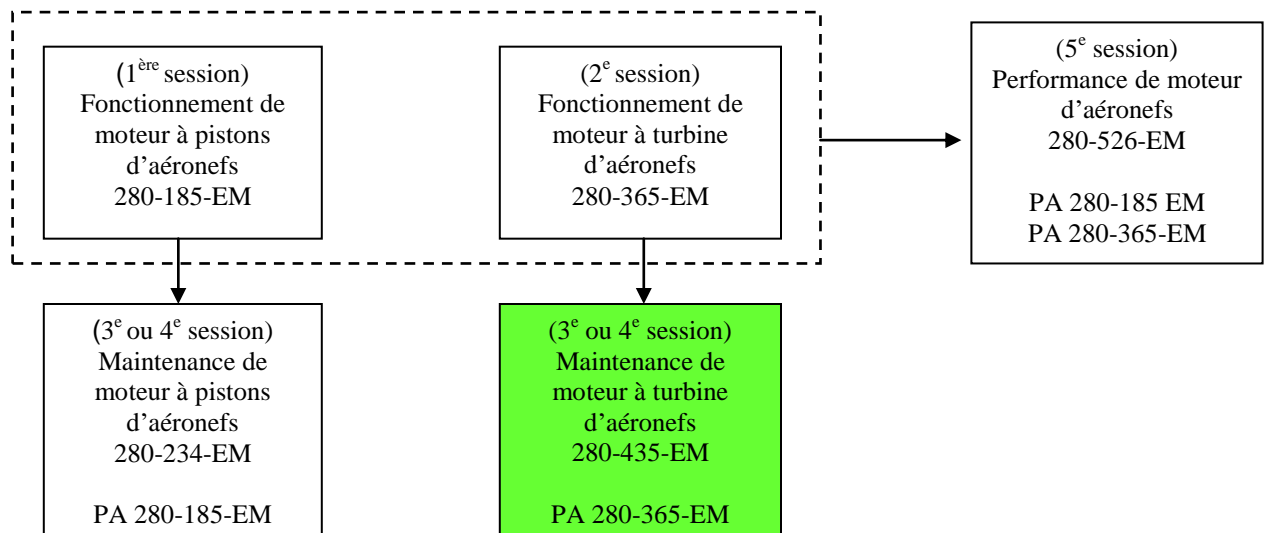 (1ère session)
Fonctionnement de
moteur à pistons
d’aéronefs
280-185-EM
(2e session)
Fonctionnement de
moteur à turbine
d’aéronefs
280-365-EM
(5e session)
Performance de moteur
d’aéronefs
280-526-EM
PA 280-185 EM
PA 280-365-EM
(3e ou 4e session)
Maintenance de
moteur à pistons
d’aéronefs
280-234-EM
PA 280-185-EM
(3e ou 4e session)
Maintenance de
moteur à turbine
d’aéronefs
280-435-EM
PA 280-365-EM